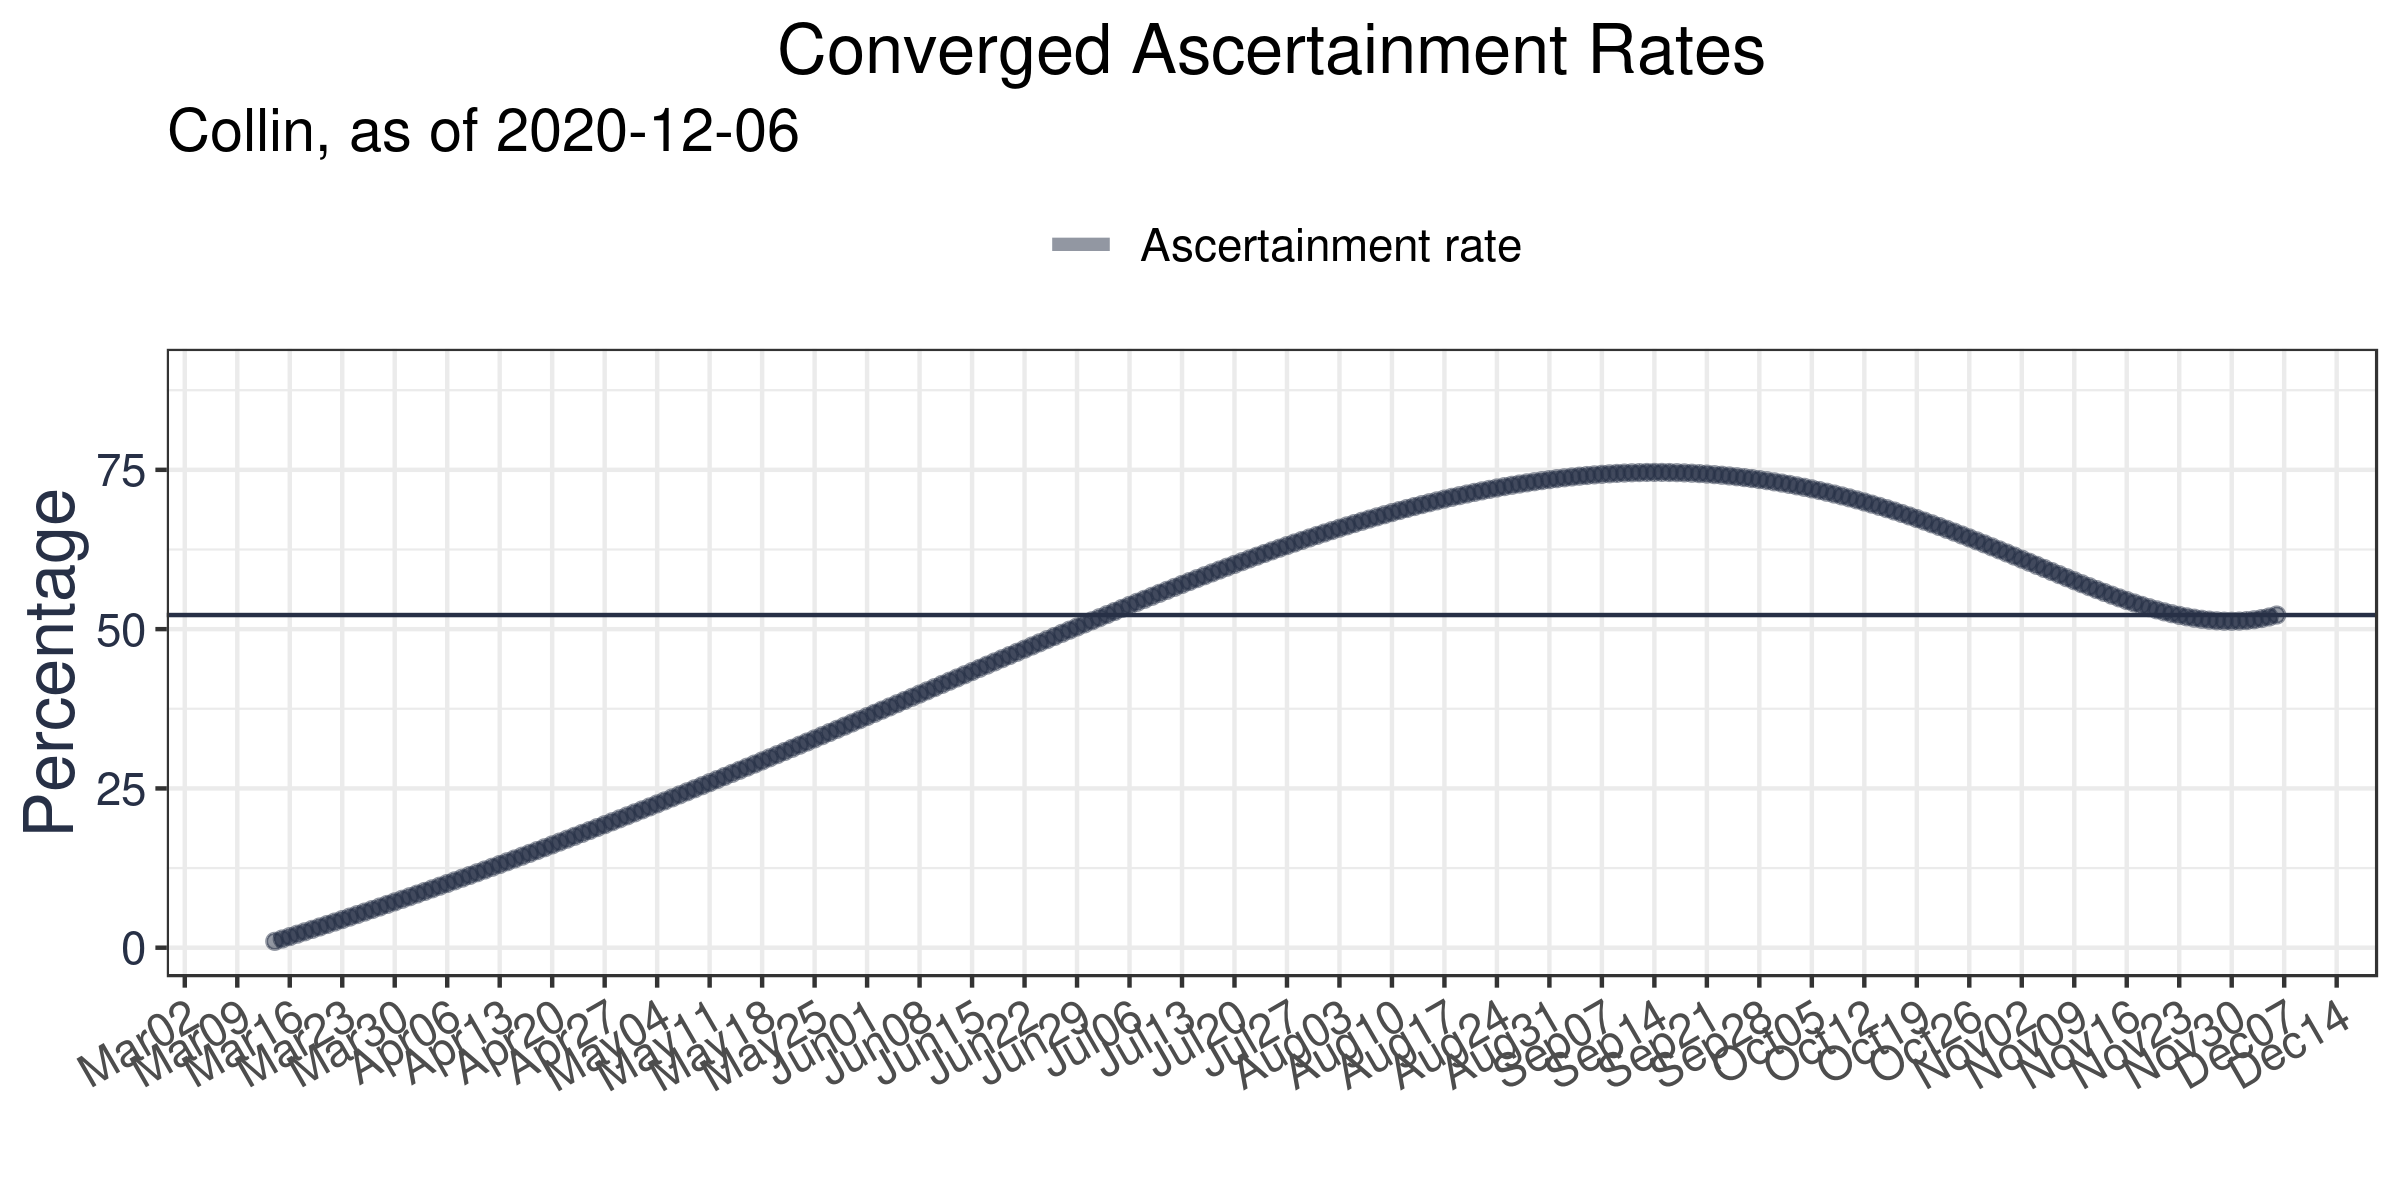 Converged Ascertainment Rates
Collin, as of 2020-12-06
Ascertainment rate
Percentage
75
50
25
0
Mar02
Mar09
Mar16
Mar23
Mar30
Apr06
Apr13
Apr20
Apr27
May04
May11
May18
May25
Jun01
Jun08
Jun15
Jun22
Jun29
Jul06
Jul13
Jul20
Jul27
Aug03
Aug10
Aug17
Aug24
Aug31
Sep07
Sep14
Sep21
Sep28
Oct05
Oct12
Oct19
Oct26
Nov02
Nov09
Nov16
Nov23
Nov30
Dec07
Dec14